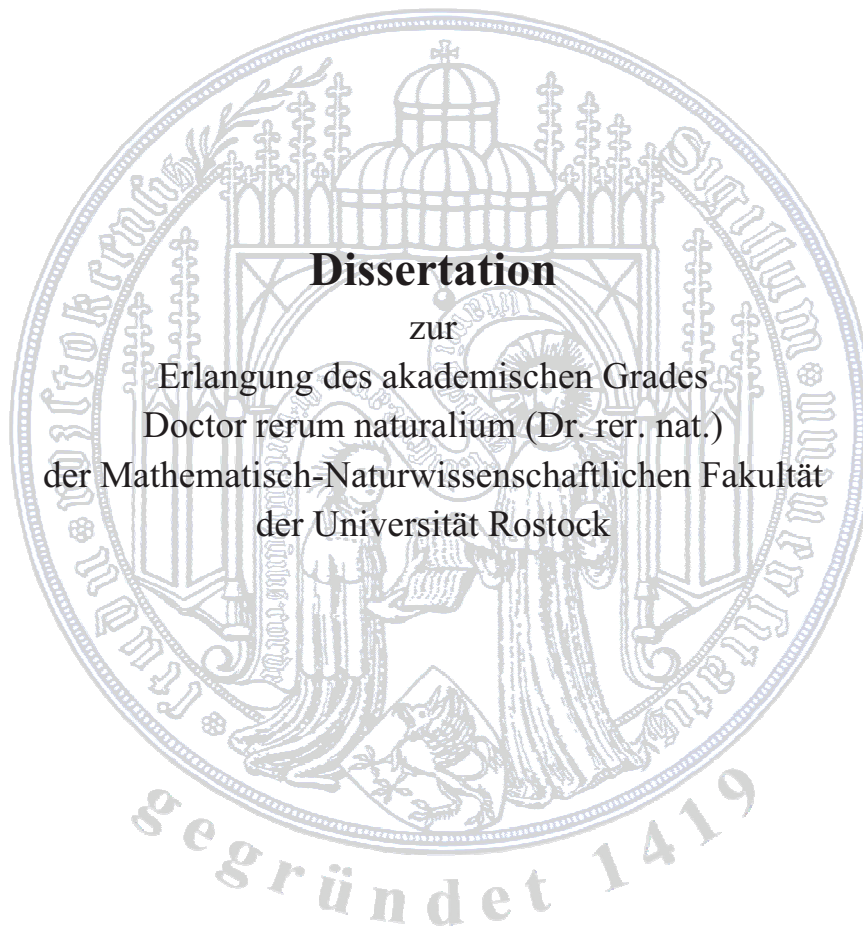 Dissertation
zur
Erlangung des akademischen Grades
Doctor rerum naturalium (Dr. rer. nat.)
der Mathematisch-Naturwissenschaftlichen Fakultät
der Universität Rostock
gegründet 1419